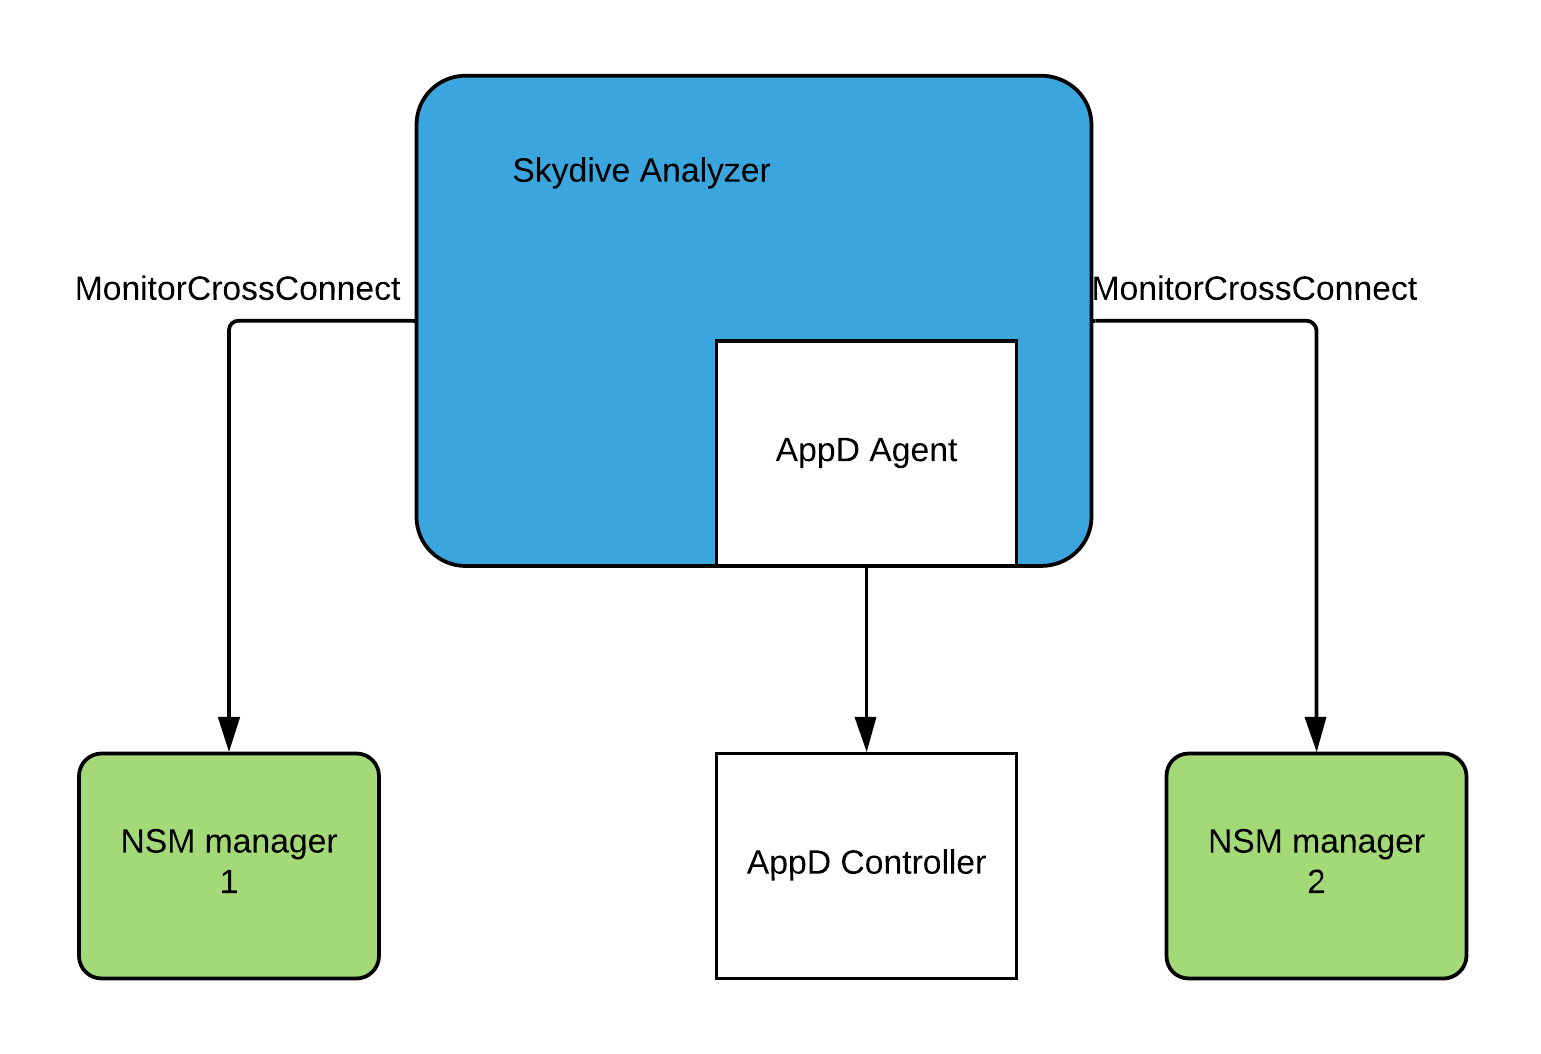 Skydive Analyzer
MonitorCrossConnect
MonitorCrossConnect
AppD Agent
NSM manager
1
AppD Controller
NSM manager
2